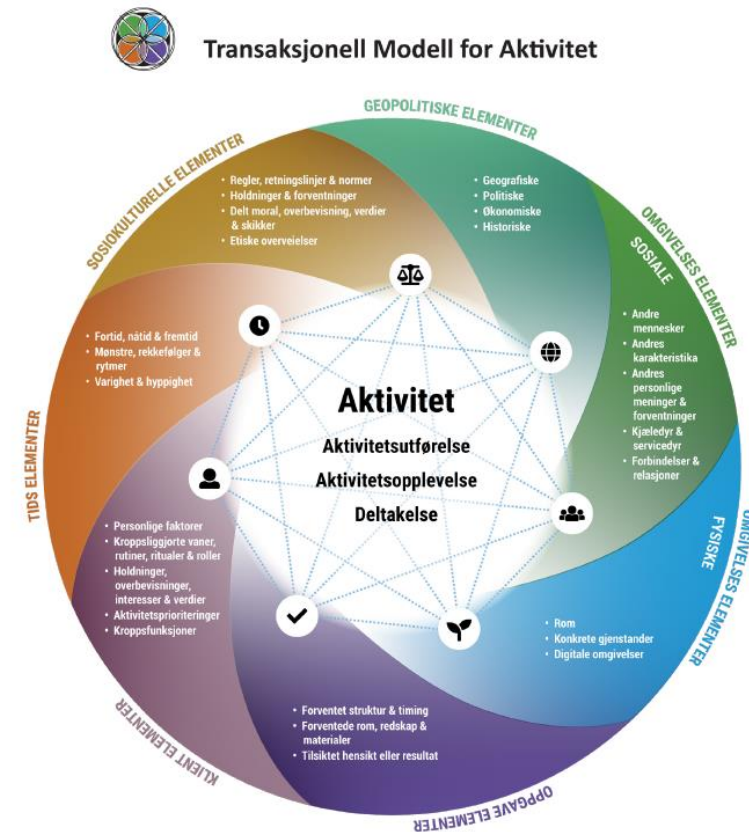 Transaksjonell Modell for Aktivitet
GEOPOLITISKE ELEMENTER
• Geografiske
• Politiske
• Økonomiske
• Historiske
SOSIOKULTURELLE ELEMENTER
• Regler, retningslinjer & normer
• Holdninger & forventninger
• Delt moral, overbevisning, verdier
& skikker
• Etiske overveielser
OMGIVELSES ELEMENTER
SOSIALE
• Andre
mennesker
• Andres
karakteristika
• Andres
personlige
meninger &
forventninger
• Kjæledyr &
servicedyr
• Forbindelser &
relasjoner
TIDS ELEMENTER
• Fortid, nåtid & fremtid
• Mønstre, rekkefølger &
rytmer
• Varighet & hyppighet
Aktivitet
Aktivitetsutførelse
Aktivitetsopplevelse
Deltakelse
KLIENT ELEMENTER
• Personlige faktorer
• Kroppsliggjorte vaner,
rutiner, ritualer & roller
• Holdninger,
overbevisninger,
interesser & verdier
• Aktivitetsprioriteringer
• Kroppsfunksjoner
OMGIVELSES ELEMENTER
FYSISKE
• Rom
• Konkrete gjenstander
• Digitale omgivelser
OPPGAVE ELEMENTER
• Forventet struktur & timing
• Forventede rom, redskap &
materialer
• Tilsiktet hensikt eller resultat